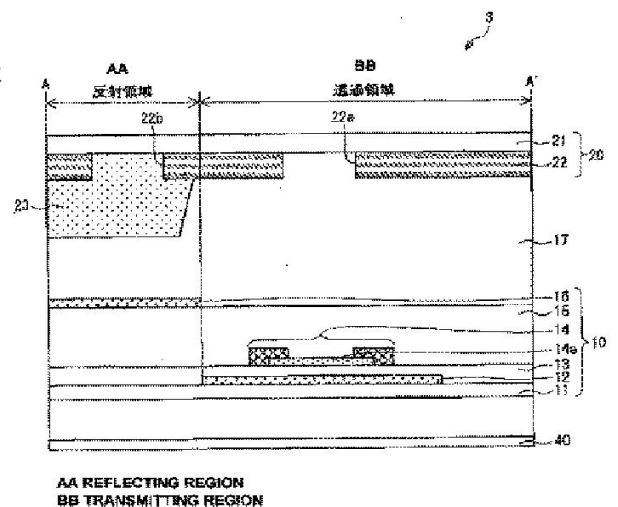 3
AA
BB
A
反射領域
透過領域
A'
22b
22a
21
22
20
23
17
16
15
14
14a
10
13
12
11
40
AA REFLECTING REGION
BB TRANSMITTING REGION